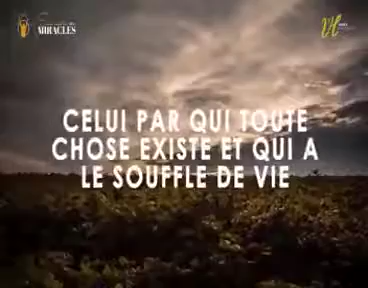 MIRACLES
CELUI PAR QUI TOUTE
CHOSE EXISTE ET QUI A
LE SOUFFLE DE VIE